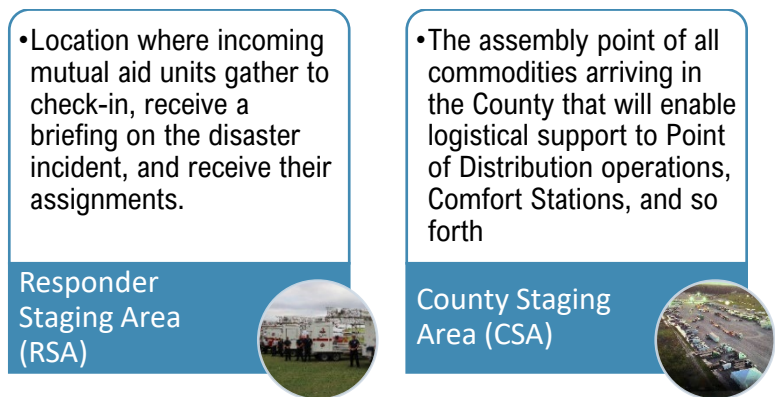 •Location where incoming
mutual aid units gather to
check-in, receive a
briefing on the disaster
incident, and receive their
assignments.
Responder
Staging Area
(RSA)
•The assembly point of all
commodities arriving in
the County that will enable
logistical support to Point
of Distribution operations,
Comfort Stations, and so
forth
County Staging
Area (CSA)